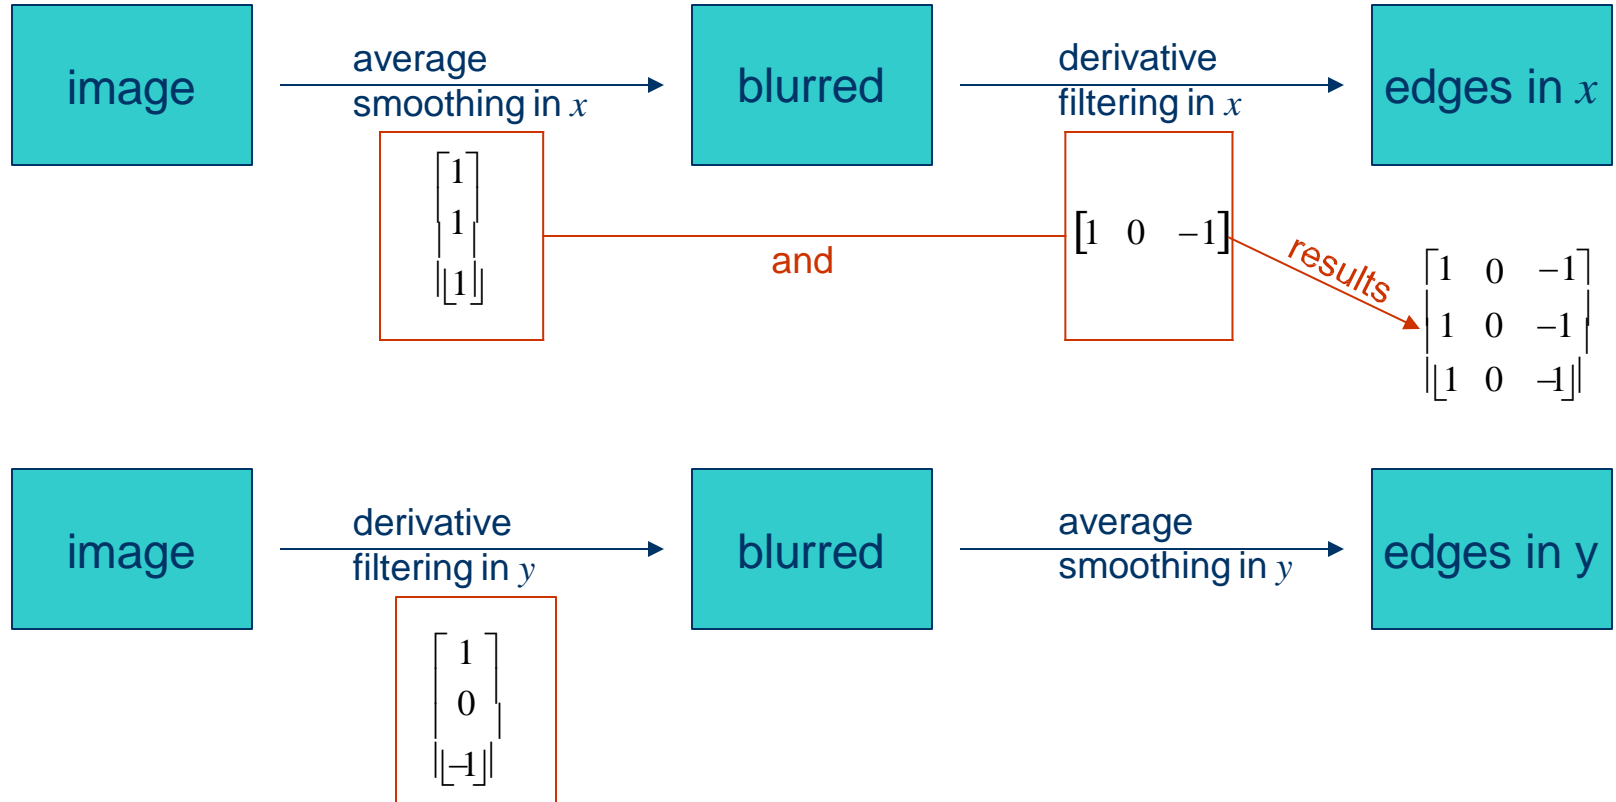 image
average
smoothing in x
blurred
derivative
filtering in x
edges in x
[1
1
1]
and
[1 0 −1]
results
[1 0 −1
1 0 −1
1 0 −1]
image
derivative
filtering in y
blurred
average
smoothing in y
edges in y
[1
0
−1]